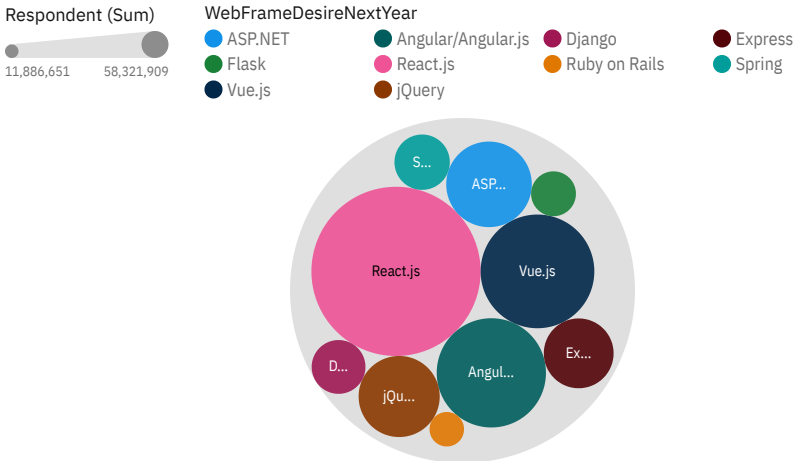 Respondent (Sum)
11,886,651 58,321,909
WebFrameDesireNextYear
ASP.NET Angular/Angular.js Django Express
Flask React.js Ruby on Rails Spring
Vue.js jQuery
S...
ASP...
React.js
Vue.js
Ex...
D...
Angul...
jQu...